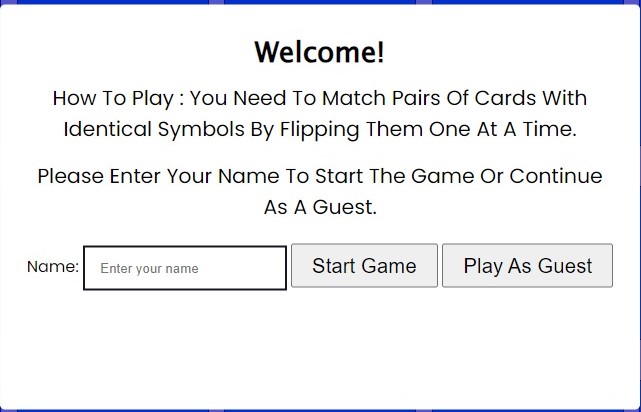 Welcome!
How To Play : You Need To Match Pairs Of Cards With
Identical Symbols By Flipping Them One At A Time.
Please Enter Your Name To Start The Game Or Continue
As A Guest.
Name: Enter your name Start Game Play As Guest